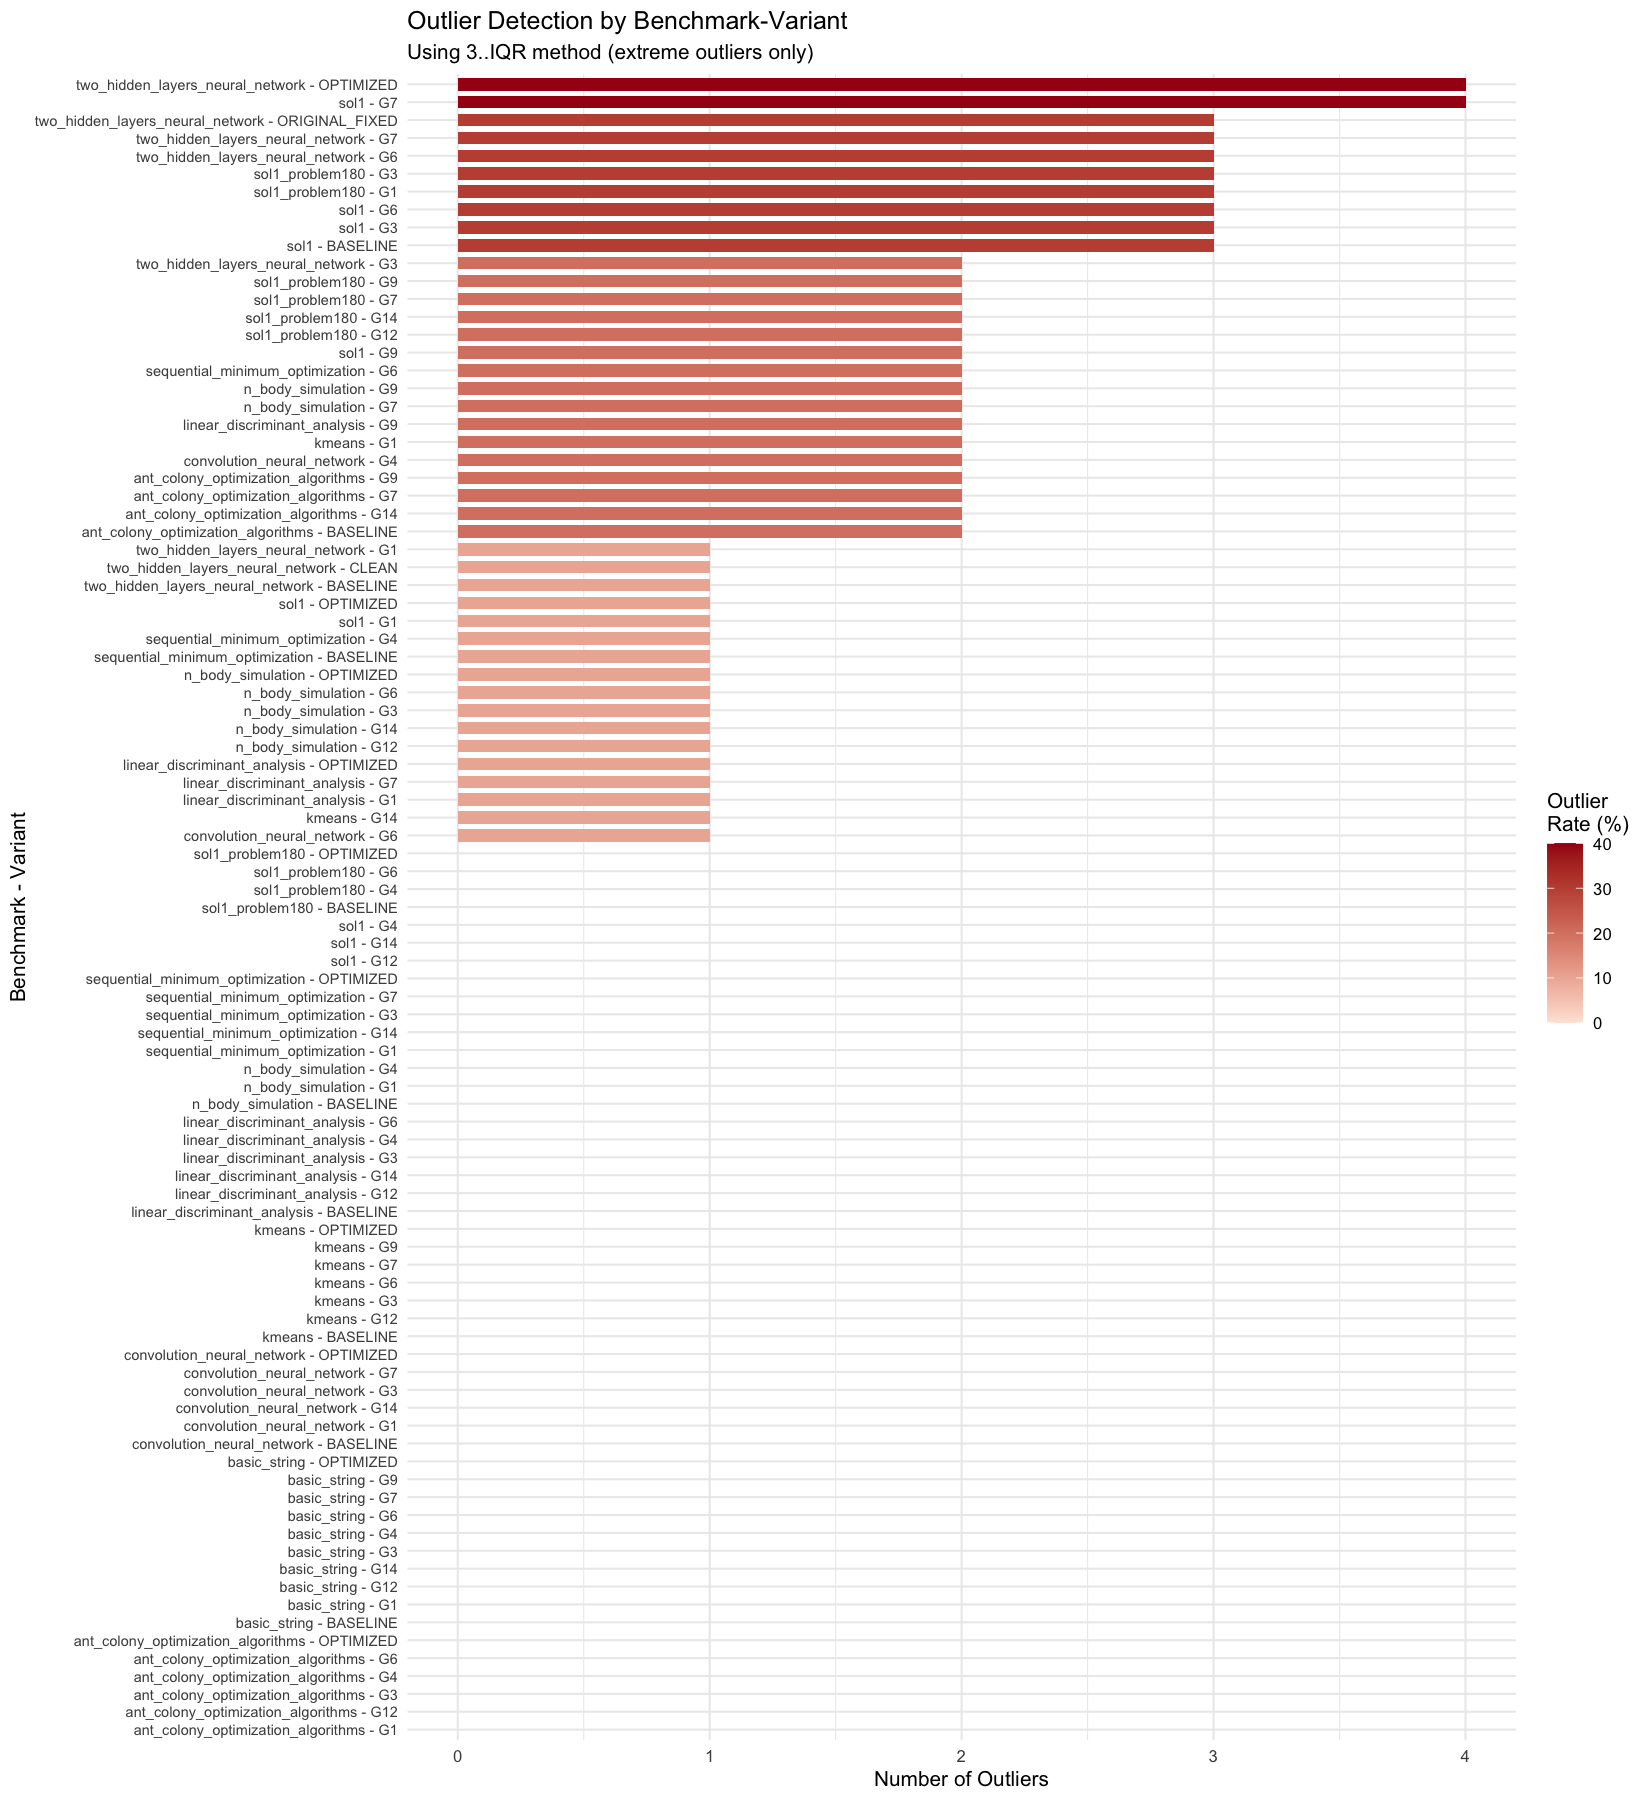 Outlier Detection by Benchmark-Variant
Using 3..IQR method (extreme outliers only)
two_hidden_layers_neural_network - OPTIMIZED
sol1 - G7
two_hidden_layers_neural_network - ORIGINAL_FIXED
two_hidden_layers_neural_network - G7
two_hidden_layers_neural_network - G6
sol1_problem180 - G3
sol1_problem180 - G1
sol1 - G6
sol1 - G3
sol1 - BASELINE
two_hidden_layers_neural_network - G3
sol1_problem180 - G9
sol1_problem180 - G7
sol1_problem180 - G14
sol1_problem180 - G12
sol1 - G9
sequential_minimum_optimization - G6
n_body_simulation - G9
n_body_simulation - G7
linear_discriminant_analysis - G9
kmeans - G1
convolution_neural_network - G4
ant_colony_optimization_algorithms - G9
ant_colony_optimization_algorithms - G7
ant_colony_optimization_algorithms - G14
ant_colony_optimization_algorithms - BASELINE
two_hidden_layers_neural_network - G1
two_hidden_layers_neural_network - CLEAN
two_hidden_layers_neural_network - BASELINE
sol1 - OPTIMIZED
sol1 - G1
sequential_minimum_optimization - G4
sequential_minimum_optimization - BASELINE
n_body_simulation - OPTIMIZED
n_body_simulation - G6
n_body_simulation - G3
n_body_simulation - G14
n_body_simulation - G12
linear_discriminant_analysis - OPTIMIZED
linear_discriminant_analysis - G7
linear_discriminant_analysis - G1
kmeans - G14
convolution_neural_network - G6
sol1_problem180 - OPTIMIZED
sol1_problem180 - G6
sol1_problem180 - G4
sol1_problem180 - BASELINE
sol1 - G4
sol1 - G14
sol1 - G12
sequential_minimum_optimization - OPTIMIZED
sequential_minimum_optimization - G7
sequential_minimum_optimization - G3
sequential_minimum_optimization - G14
sequential_minimum_optimization - G1
n_body_simulation - G4
n_body_simulation - G1
n_body_simulation - BASELINE
linear_discriminant_analysis - G6
linear_discriminant_analysis - G4
linear_discriminant_analysis - G3
linear_discriminant_analysis - G14
linear_discriminant_analysis - G12
linear_discriminant_analysis - BASELINE
kmeans - OPTIMIZED
kmeans - G9
kmeans - G7
kmeans - G6
kmeans - G3
kmeans - G12
kmeans - BASELINE
convolution_neural_network - OPTIMIZED
convolution_neural_network - G7
convolution_neural_network - G3
convolution_neural_network - G14
convolution_neural_network - G1
convolution_neural_network - BASELINE
basic_string - OPTIMIZED
basic_string - G9
basic_string - G7
basic_string - G6
basic_string - G4
basic_string - G3
basic_string - G14
basic_string - G12
basic_string - G1
basic_string - BASELINE
ant_colony_optimization_algorithms - OPTIMIZED
ant_colony_optimization_algorithms - G6
ant_colony_optimization_algorithms - G4
ant_colony_optimization_algorithms - G3
ant_colony_optimization_algorithms - G12
ant_colony_optimization_algorithms - G1
Benchmark - Variant
0 1 2 3 4
Number of Outliers
Outlier
Rate (%)
40
30
20
10
0